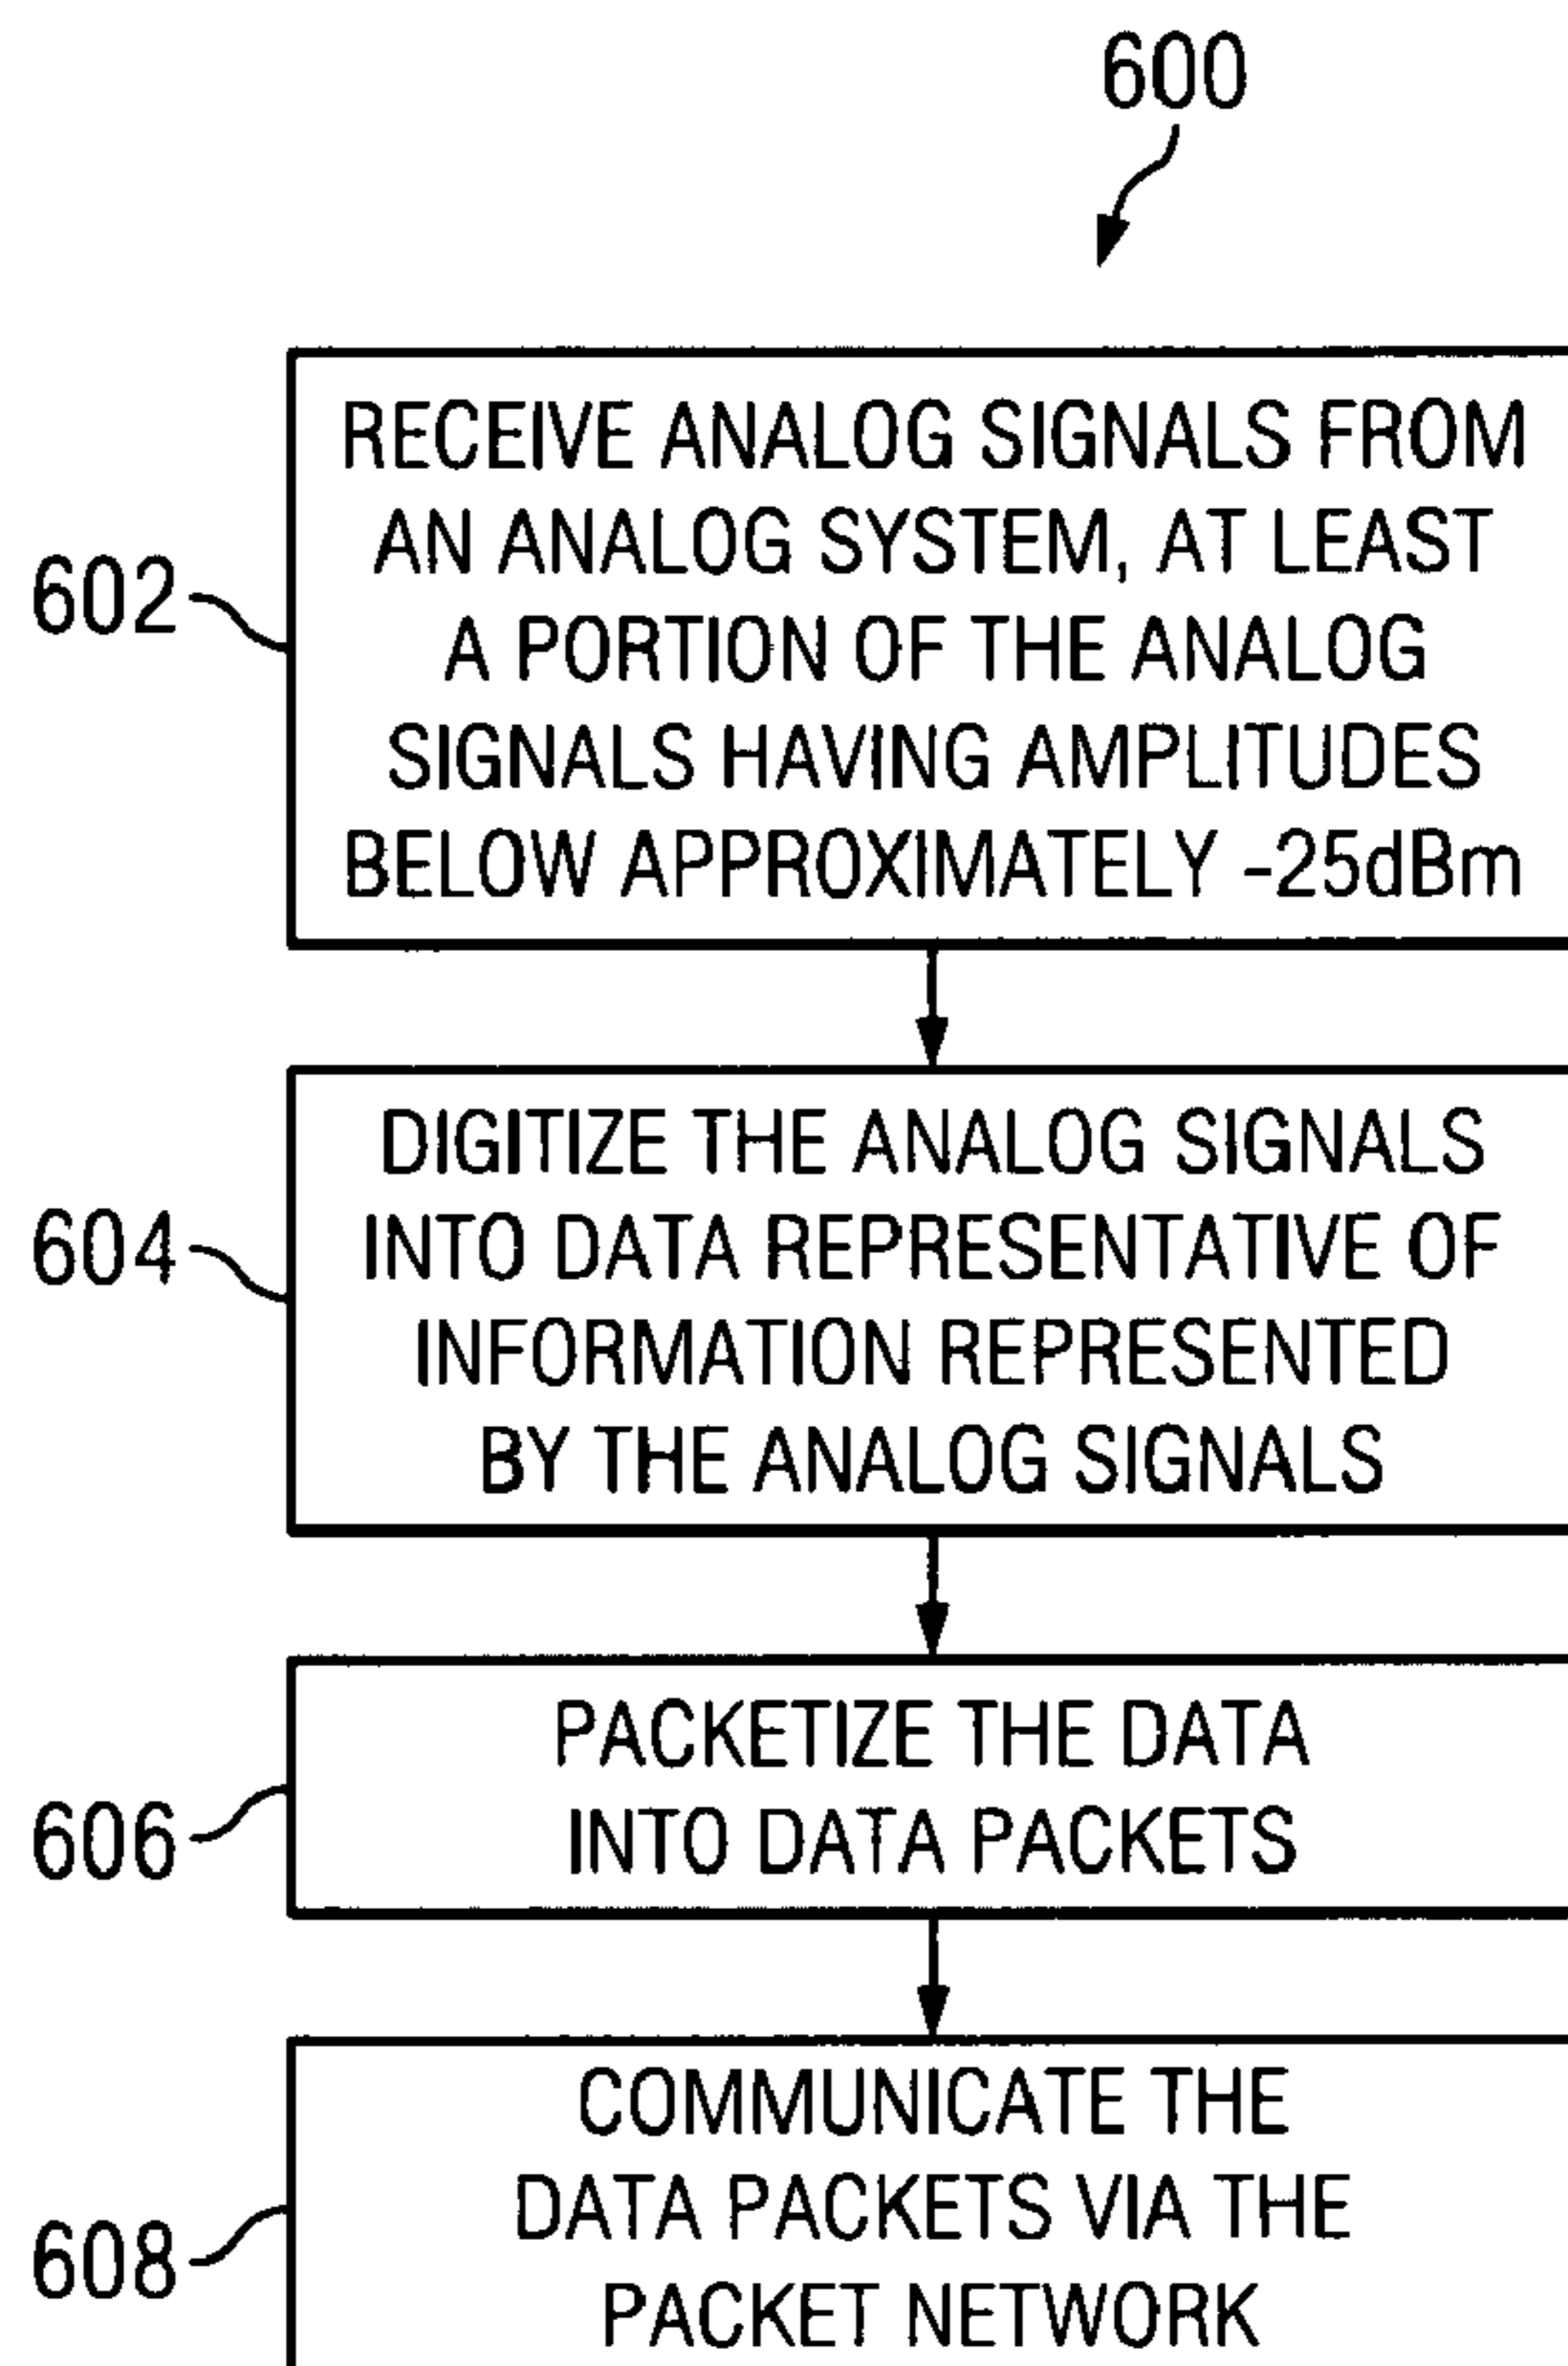 600
602
RECEIVE ANALOG SIGNALS FROM
AN ANALOG SYSTEM, AT LEAST
A PORTION OF THE ANALOG
SIGNALS HAVING AMPLITUDES
BELOW APPROXIMATELY -25dBm
604
DIGITIZE THE ANALOG SIGNALS
INTO DATA REPRESENTATIVE OF
INFORMATION REPRESENTED
BY THE ANALOG SIGNALS
606
PACKETIZE THE DATA
INTO DATA PACKETS
608
COMMUNICATE THE
DATA PACKETS VIA THE
PACKET NETWORK